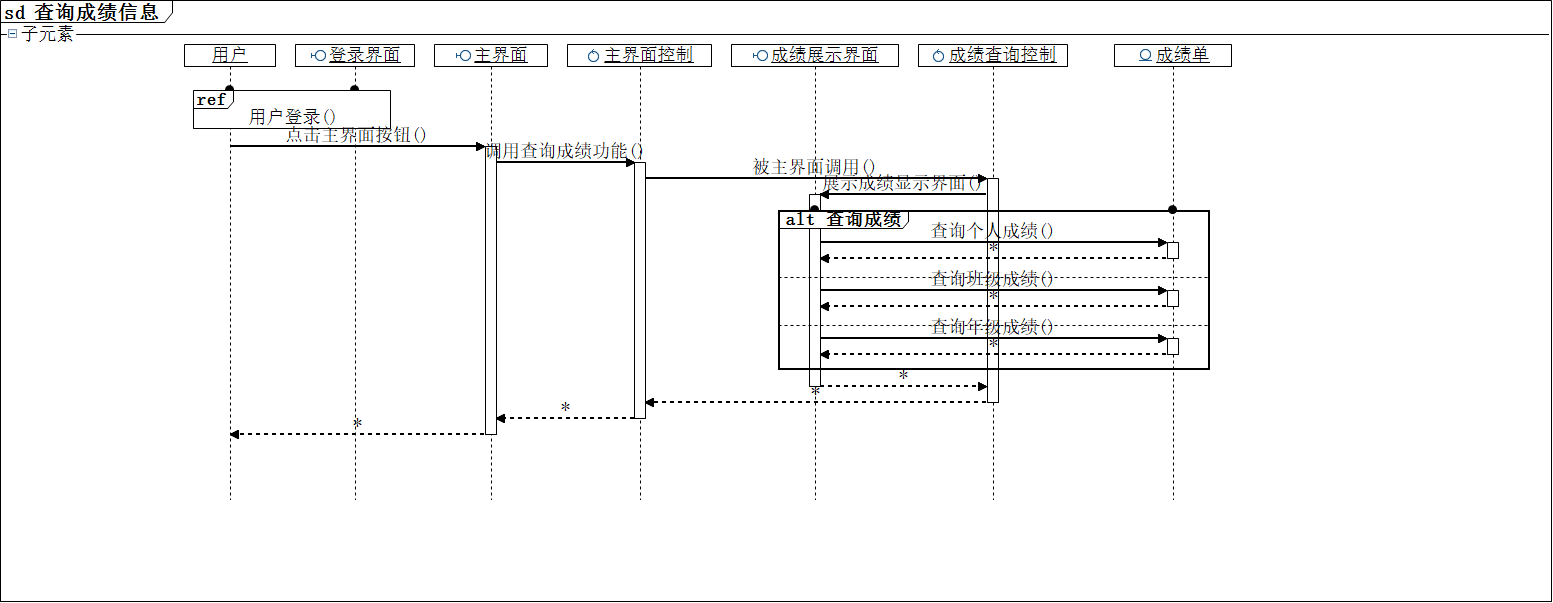 sd 查询成绩信息
子元素
用户
登录界面
主界面
主界面控制
成绩展示界面
成绩查询控制
成绩单
ref
用户登录()
点击主界面按钮()
调用查询成绩功能()
被主界面调用()
展示成绩显示界面()
alt 查询成绩
查询个人成绩()
*
查询班级成绩()
*
查询年级成绩()
*
*
*
*
*